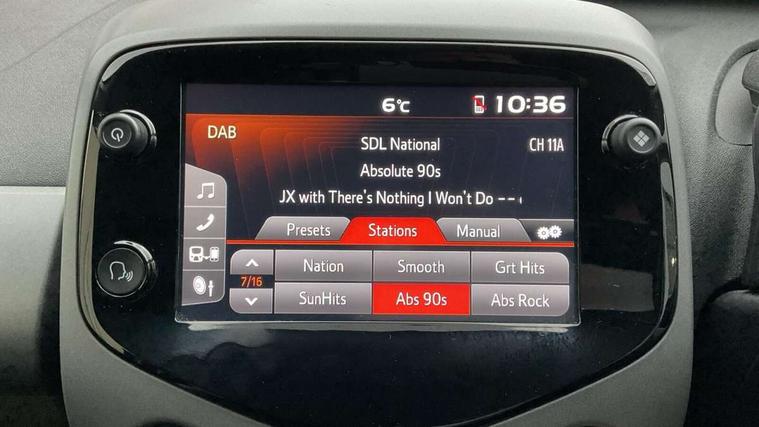 6°C 10:36
DAB
SDL National CH 11A
Absolute 90s
JX with There's Nothing I Won't Do --
Presets Stations Manual
Nation Smooth Grt Hits
7/16
SunHits Abs 90s Abs Rock